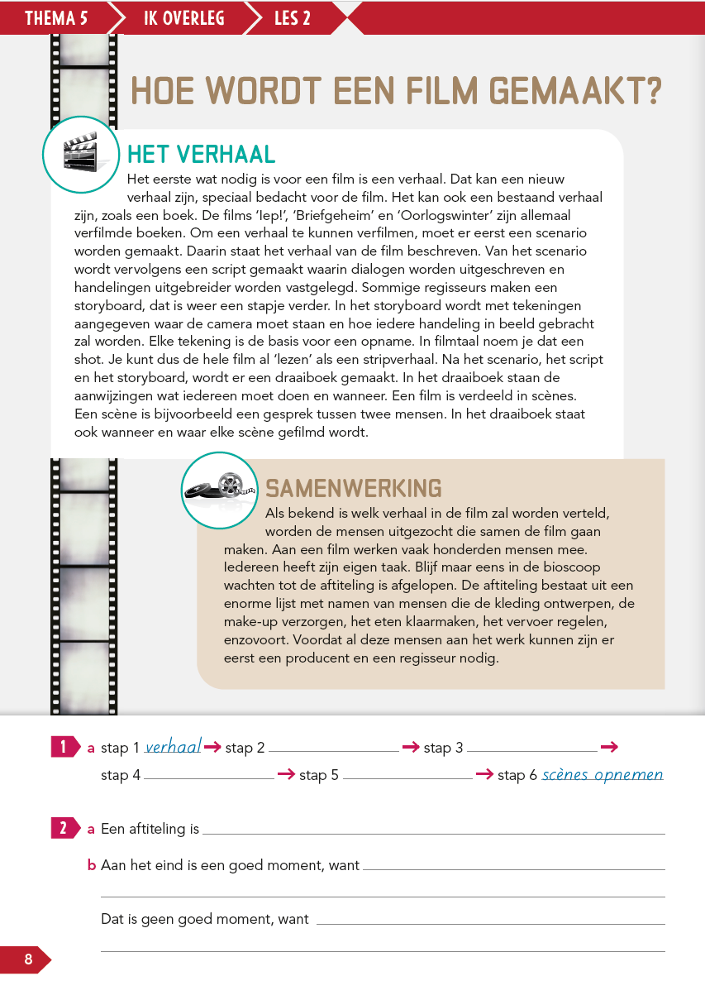 THEMA 5 IK OVERLEG LES 2
HOE WORDT EEN FILM GEMAAKT?
HET VERHAAL
Het eerste wat nodig is voor een film is een verhaal. Dat kan een nieuw
verhaal zijn, speciaal bedacht voor de film. Het kan ook een bestaand verhaal
zijn, zoals een boek. De films ‘Iep!’, ‘Briefgeheim’ en ‘Oorlogswinter’ zijn allemaal
verfilmde boeken. Om een verhaal te kunnen verfilmen, moet er eerst een scenario
worden gemaakt. Daarin staat het verhaal van de film beschreven. Van het scenario
wordt vervolgens een script gemaakt waarin dialogen worden uitgeschreven en
handelingen uitgebreider worden vastgelegd. Sommige regisseurs maken een
storyboard, dat is weer een stapje verder. In het storyboard wordt met tekeningen
aangegeven waar de camera moet staan en hoe iedere handeling in beeld gebracht
zal worden. Elke tekening is de basis voor een opname. In filmtaal noem je dat een
shot. Je kunt dus de hele film al ‘lezen’ als een stripverhaal. Na het scenario, het script
en het storyboard, wordt er een draaiboek gemaakt. In het draaiboek staan de
aanwijzingen wat iedereen moet doen en wanneer. Een film is verdeeld in scènes.
Een scène is bijvoorbeeld een gesprek tussen twee mensen. In het draaiboek staat
ook wanneer en waar elke scène gefilmd wordt.
SAMENWERKING
Als bekend is welk verhaal in de film zal worden verteld,
worden de mensen uitgezocht die samen de film gaan
maken. Aan een film werken vaak honderden mensen mee.
Iedereen heeft zijn eigen taak. Blijf maar eens in de bioscoop
wachten tot de aftiteling is afgelopen. De aftiteling bestaat uit een
enorme lijst met namen van mensen die de kleding ontwerpen, de
make-up verzorgen, het eten klaarmaken, het vervoer regelen,
enzovoort. Voordat al deze mensen aan het werk kunnen zijn er
eerst een producent en een regisseur nodig.
1 a stap 1 verhaal → stap 2 → stap 3 →
stap 4 → stap 5 → stap 6 scènes opnemen
2 a Een aftiteling is
b Aan het eind is een goed moment, want
Dat is geen goed moment, want
8